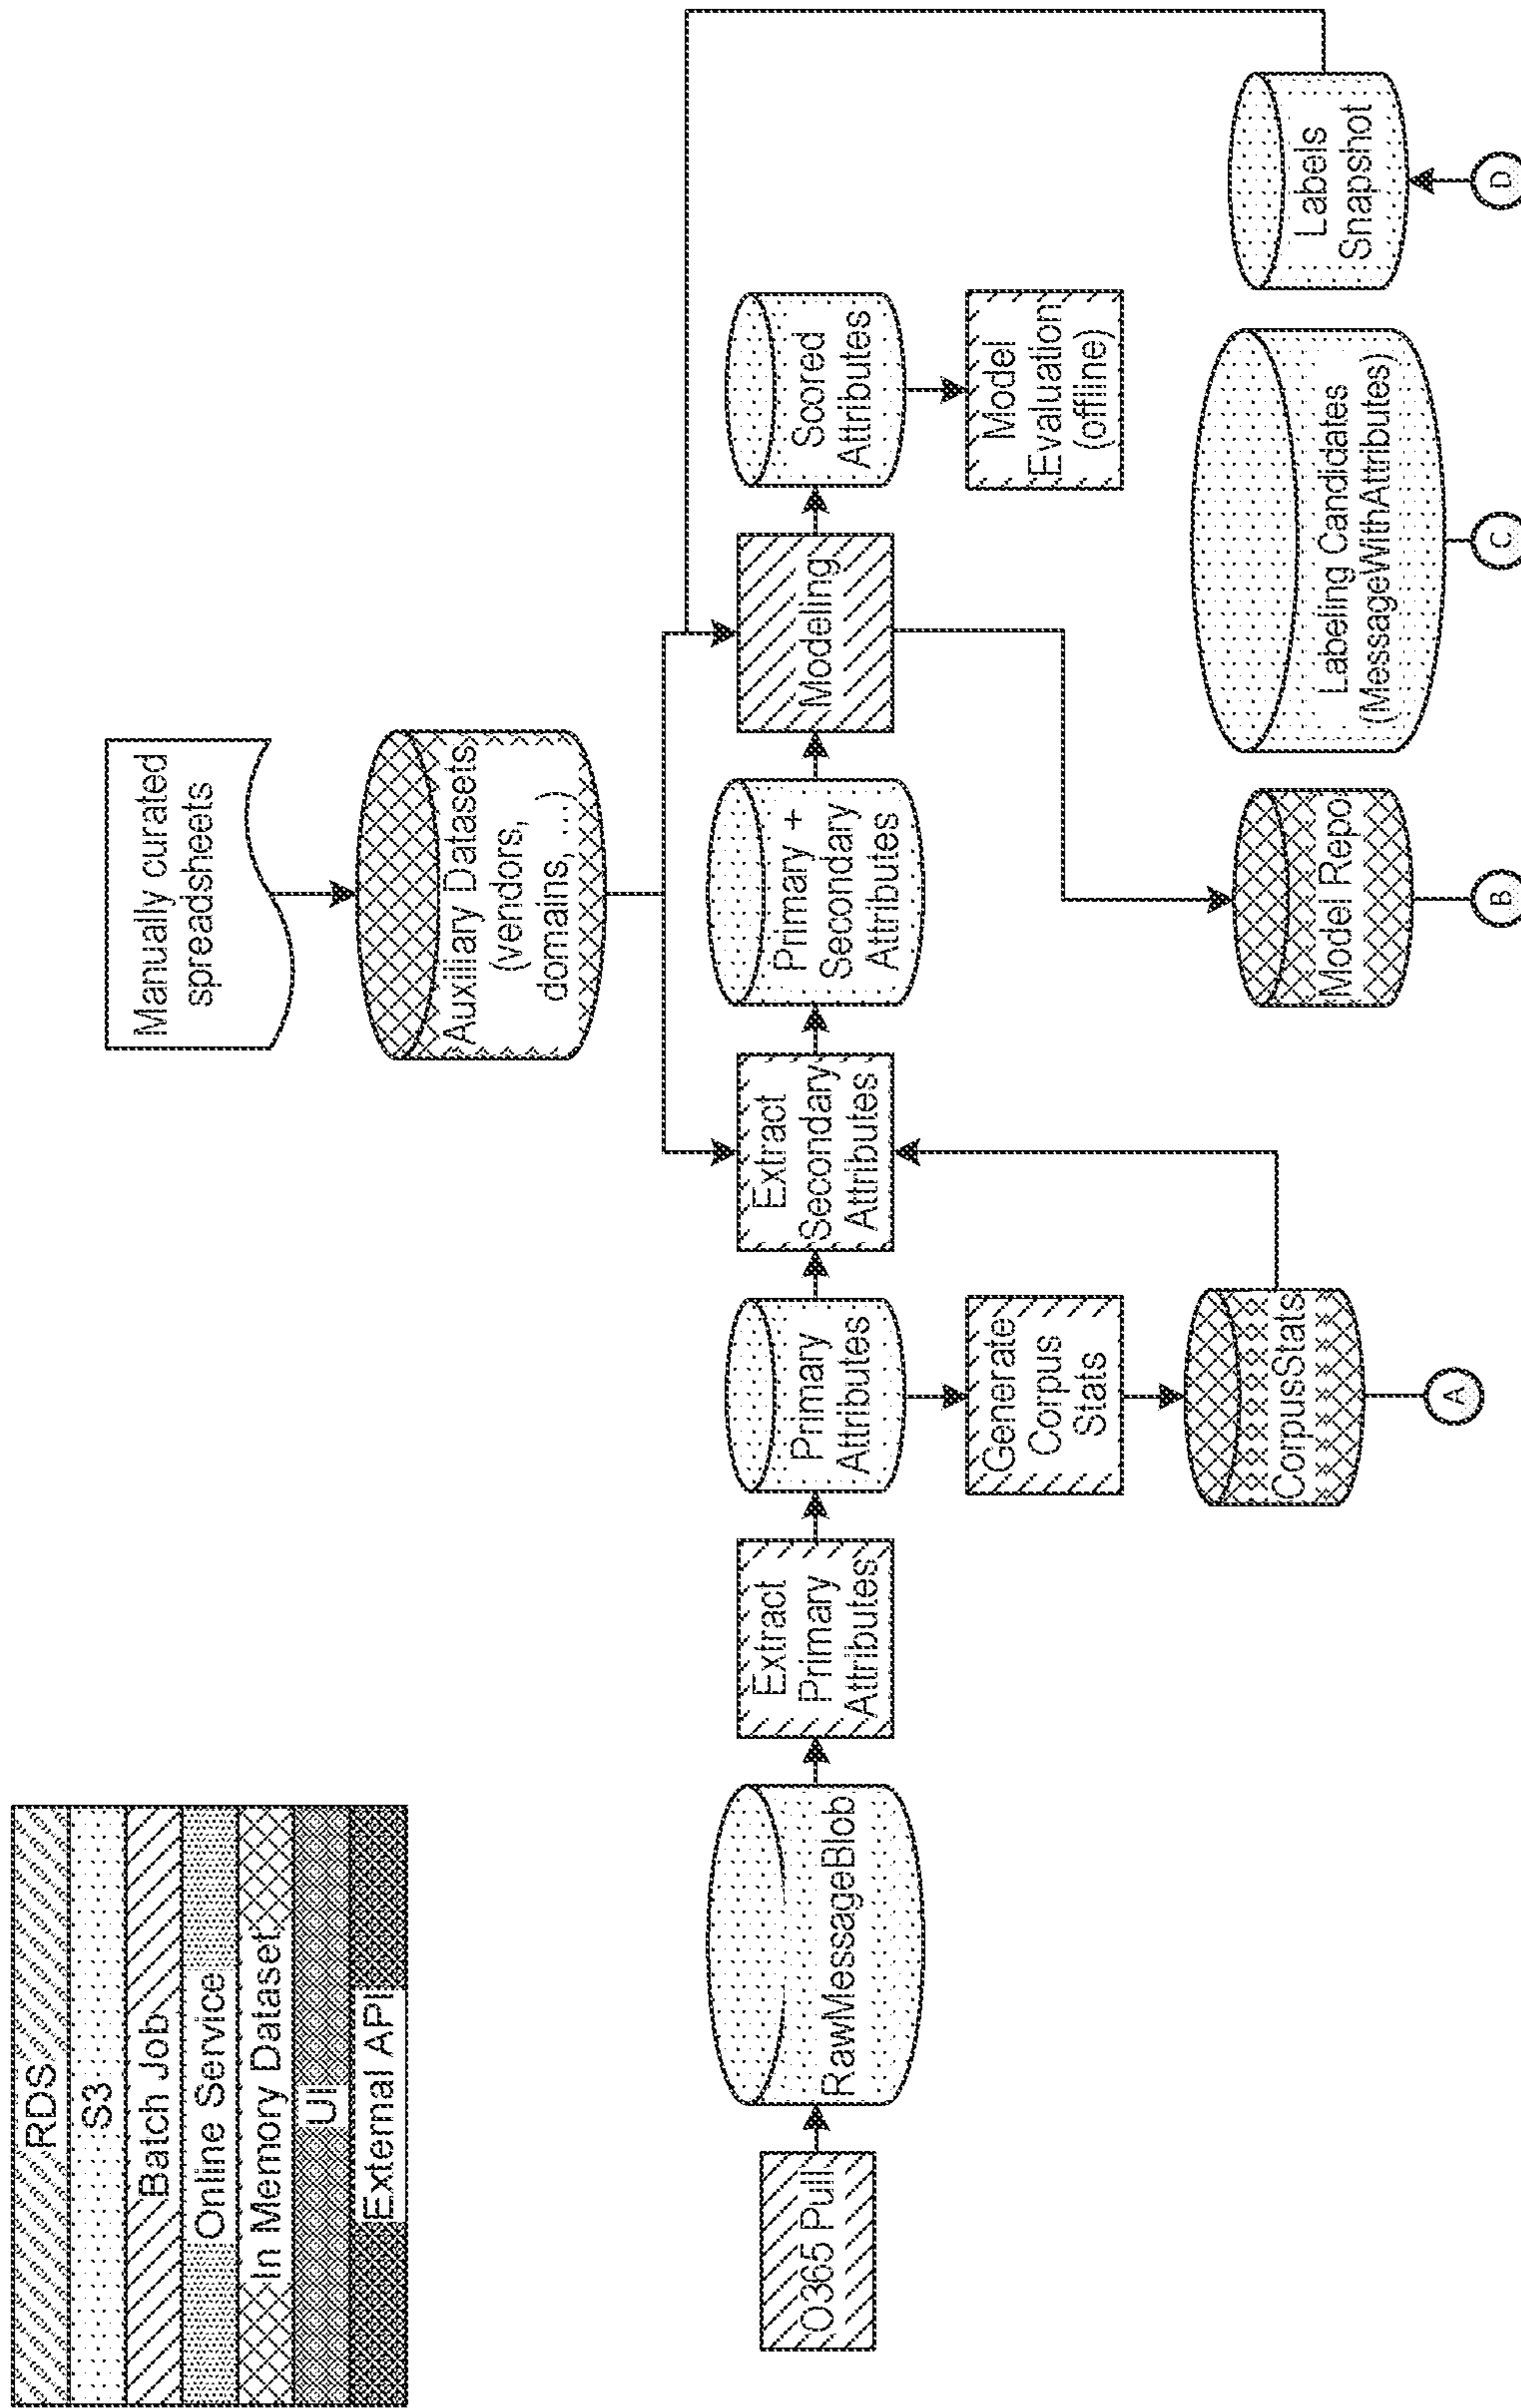 RDS
S3
Batch Job
Online Service
In Memory Dataset
UI
External API
Manually curated
spreadsheets
Auxiliary Datasets
(vendors,
domains, ...)
O365 Pull
RawMessageBlob
Extract
Primary
Attributes
Primary
Attributes
Extract
Secondary
Attributes
Primary +
Secondary
Attributes
Modeling
Scored
Attributes
Generate
Corpus
Stats
Model
Evaluation
(offline)
CorpusStats
Model Repo
Labeling Candidates
(MessageWithAttributes)
Labels
Snapshot
A
B
C
D